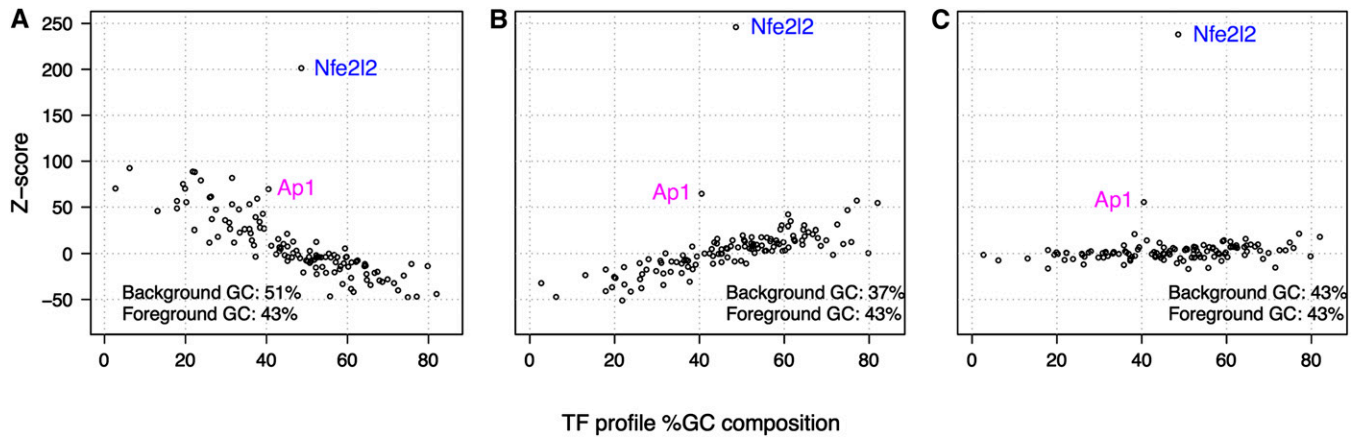 A
B
C
250
200
150
100
50
0
−50
Z-score
Nfe2l2
Ap1
Background GC: 51%
Foreground GC: 43%
0 20 40 60 80
Nfe2l2
Ap1
Background GC: 37%
Foreground GC: 43%
0 20 40 60 80
Nfe2l2
Ap1
Background GC: 43%
Foreground GC: 43%
0 20 40 60 80
TF profile %GC composition